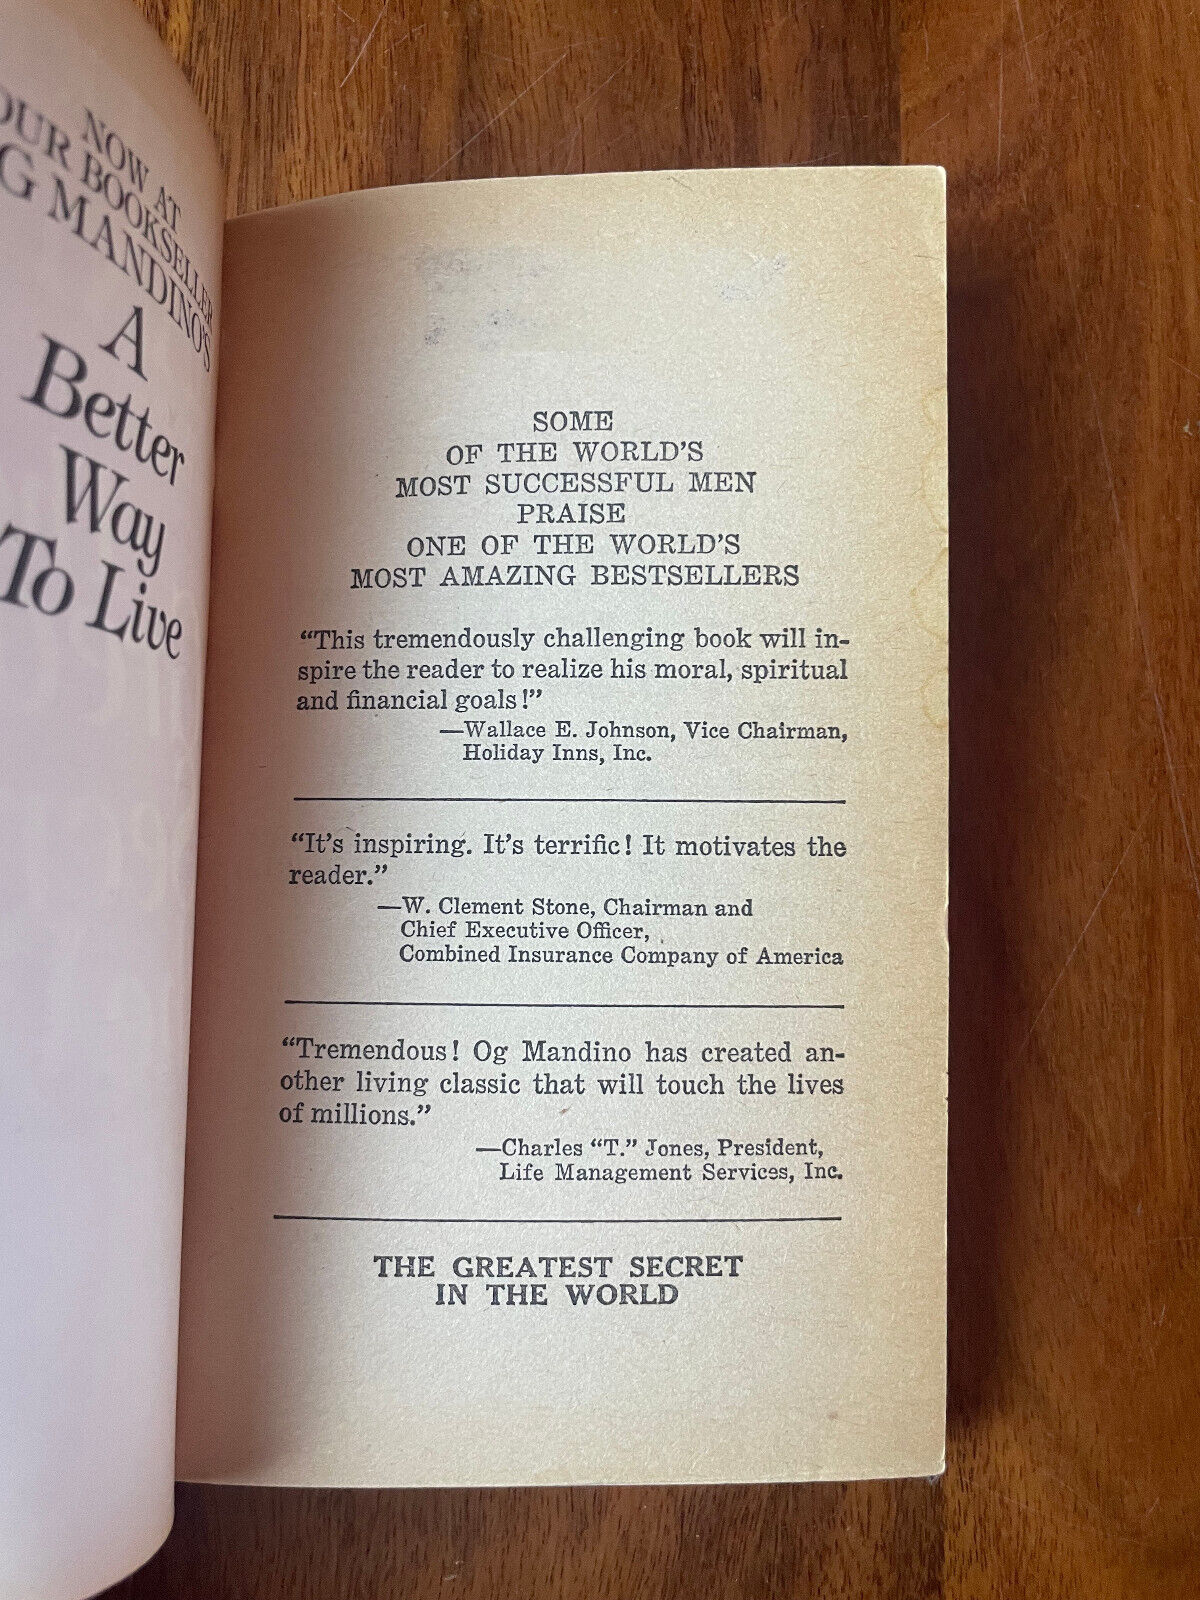 NOW AT
OUR BOOKSELLER
G MANDINO'S
A
Better
Way
To Live
SOME
OF THE WORLD'S
MOST SUCCESSFUL MEN
PRAISE
ONE OF THE WORLD'S
MOST AMAZING BESTSELLERS
“This tremendously challenging book will in-
spire the reader to realize his moral, spiritual
and financial goals!”
—Wallace E. Johnson, Vice Chairman,
Holiday Inns, Inc.
“It's inspiring. It's terrific! It motivates the
reader.”
—W. Clement Stone, Chairman and
Chief Executive Officer,
Combined Insurance Company of America
“Tremendous! Og Mandino has created an-
other living classic that will touch the lives
of millions.”
—Charles “T.” Jones, President,
Life Management Services, Inc.
THE GREATEST SECRET
IN THE WORLD